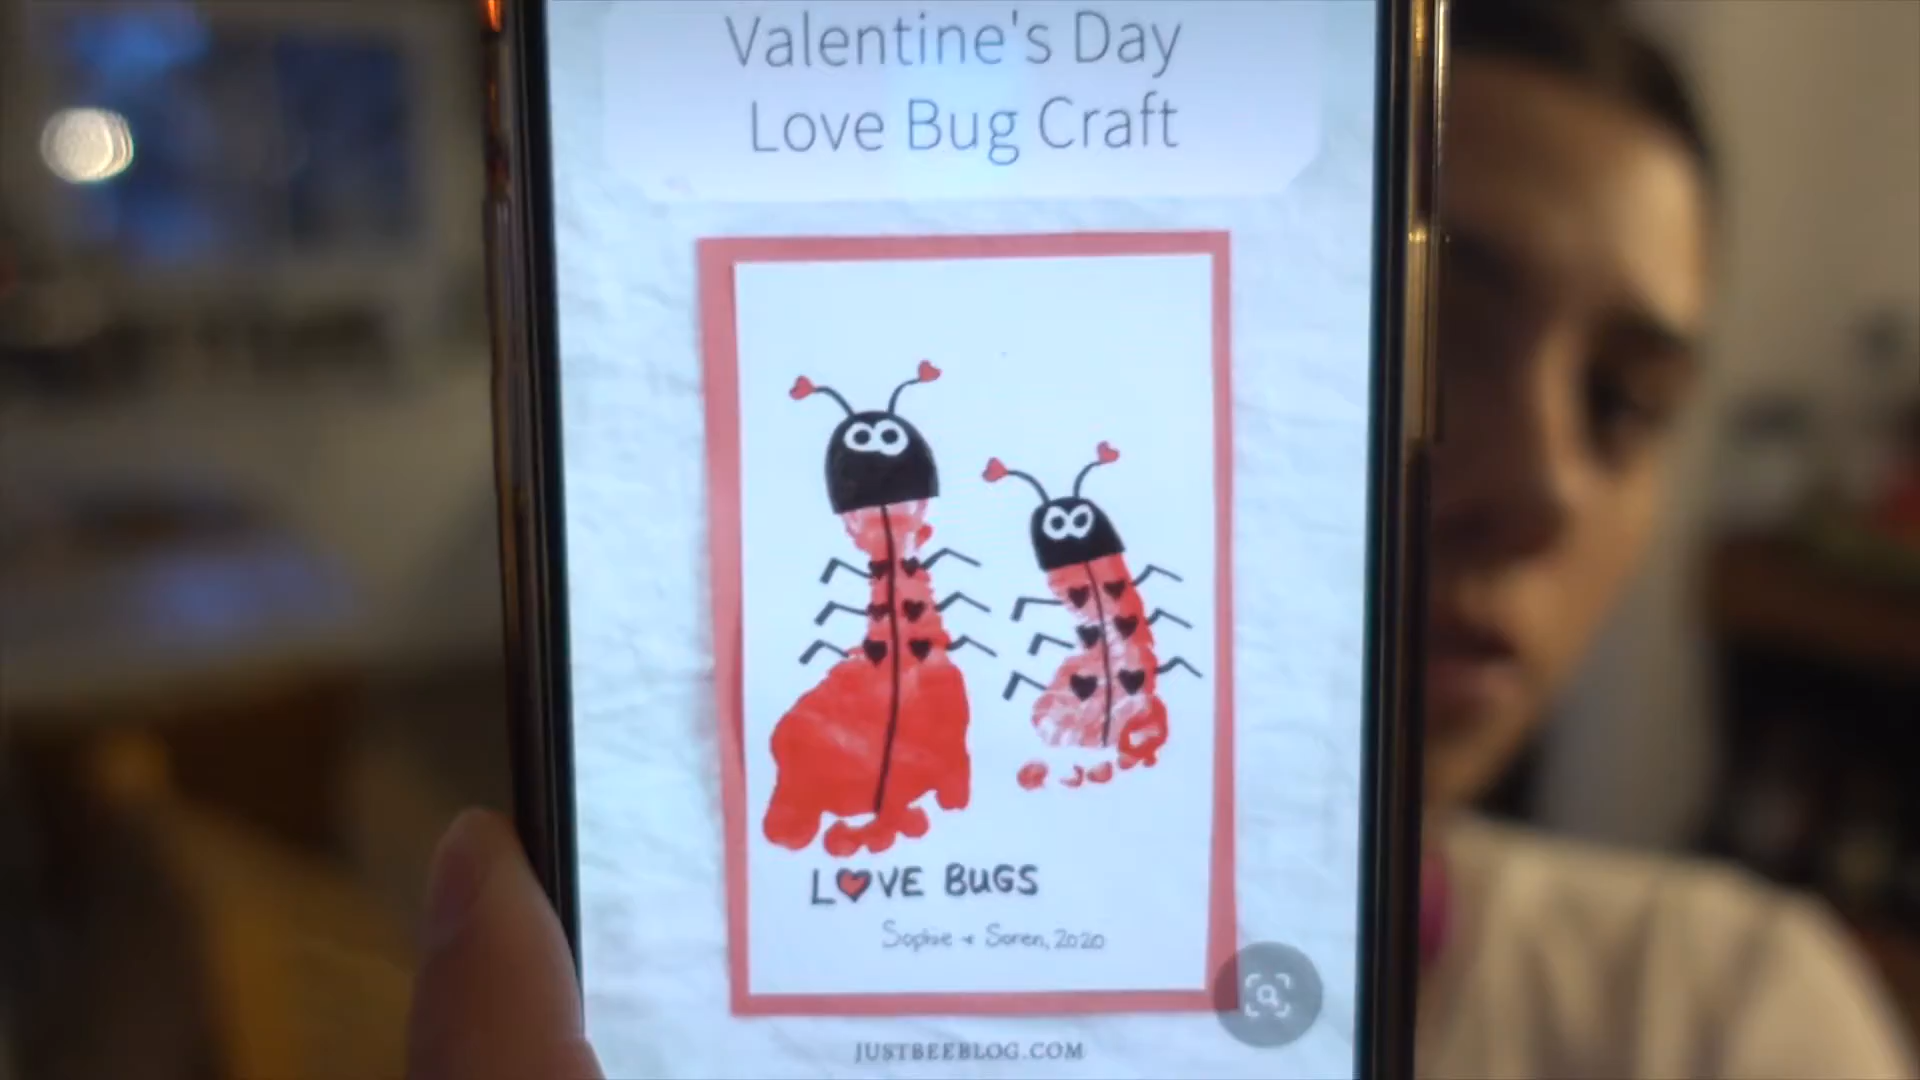 Valentine's Day
Love Bug Craft
LOVE BUGS
Sophie + Soren, 2020
JUSTBEEBLOG.COM